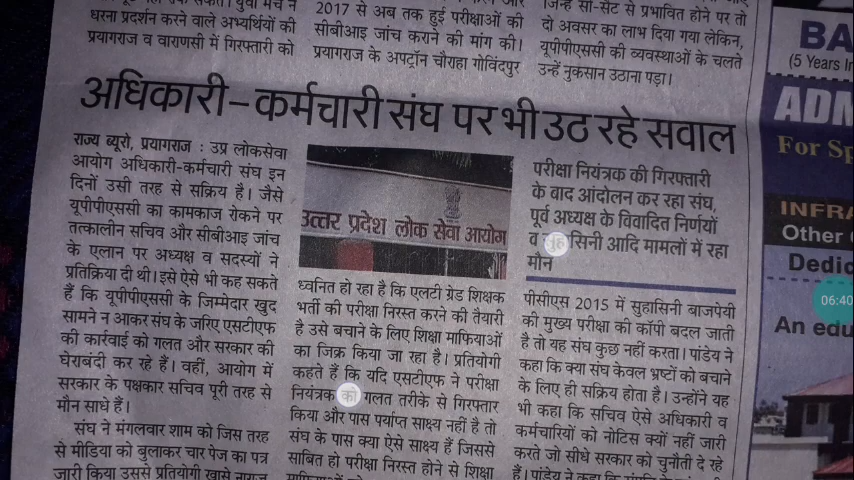 धरना प्रदर्शन करने वाले अभ्यर्थियों की
प्रयागराज व वाराणसी में गिरफ्तारी को
2017 से अब तक हुई परीक्षाओं की
सीबीआइ जांच कराने की मांग की।
प्रयागराज के अपट्रॉन चौराहा गोविंदपुर
जिन्हें सी-सैट से प्रभावित होने पर तो
दो अवसर का लाभ दिया गया लेकिन,
यूपीपीएससी की व्यवस्थाओं के चलते
उन्हें नुकसान उठाना पड़ा।
अधिकारी-कर्मचारी संघ पर भी उठ रहे सवाल
राज्य ब्यूरो, प्रयागराज : उप्र लोकसेवा
आयोग अधिकारी-कर्मचारी संघ इन
दिनों उसी तरह से सक्रिय है। जैसे
यूपीपीएससी का कामकाज रोकने पर
तत्कालीन सचिव और सीबीआइ जांच
के एलान पर अध्यक्ष व सदस्यों ने
प्रतिक्रिया दी थी। इसे ऐसे भी कह सकते
हैं कि यूपीपीएससी के जिम्मेदार खुद
सामने न आकर संघ के जरिए एसटीएफ
की कार्रवाई को गलत और सरकार की
घेराबंदी कर रहे हैं। वहीं, आयोग में
सरकार के पक्षकार सचिव पूरी तरह से
मौन साधे हैं।
संघ ने मंगलवार शाम को जिस तरह
से मीडिया को बुलाकर चार पेज का पत्र
जारी किया उससे प्रतियोगी खासे नाराज
उत्तर प्रदेश लोक सेवा आयोग
ध्वनित हो रहा है कि एलटी ग्रेड शिक्षक
भर्ती की परीक्षा निरस्त करने की तैयारी
है उसे बचाने के लिए शिक्षा माफियाओं
का जिक्र किया जा रहा है। प्रतियोगी
कहते हैं कि यदि एसटीएफ ने परीक्षा
नियंत्रक को गलत तरीके से गिरफ्तार
किया और पास पर्याप्त साक्ष्य नहीं है तो
संघ के पास क्या ऐसे साक्ष्य हैं जिससे
साबित हो परीक्षा निरस्त होने से शिक्षा
परीक्षा नियंत्रक की गिरफ्तारी
के बाद आंदोलन कर रहा संघ,
पूर्व अध्यक्ष के विवादित निर्णयों
व सुहासिनी आदि मामलों में रहा
मौन
पीसीएस 2015 में सुहासिनी बाजपेयी
की मुख्य परीक्षा की कॉपी बदल जाती
है तो यह संघ कुछ नहीं करता। पांडेय ने
कहा कि क्या संघ केवल भ्रष्टों को बचाने
के लिए ही सक्रिय होता है। उन्होंने यह
भी कहा कि सचिव ऐसे अधिकारी व
कर्मचारियों को नोटिस क्यों नहीं जारी
करते जो सीधे सरकार को चुनौती दे रहे
BA
(5 Years In
ADM
For Sp
INFRA
Other
Dedic
06:40
An edu